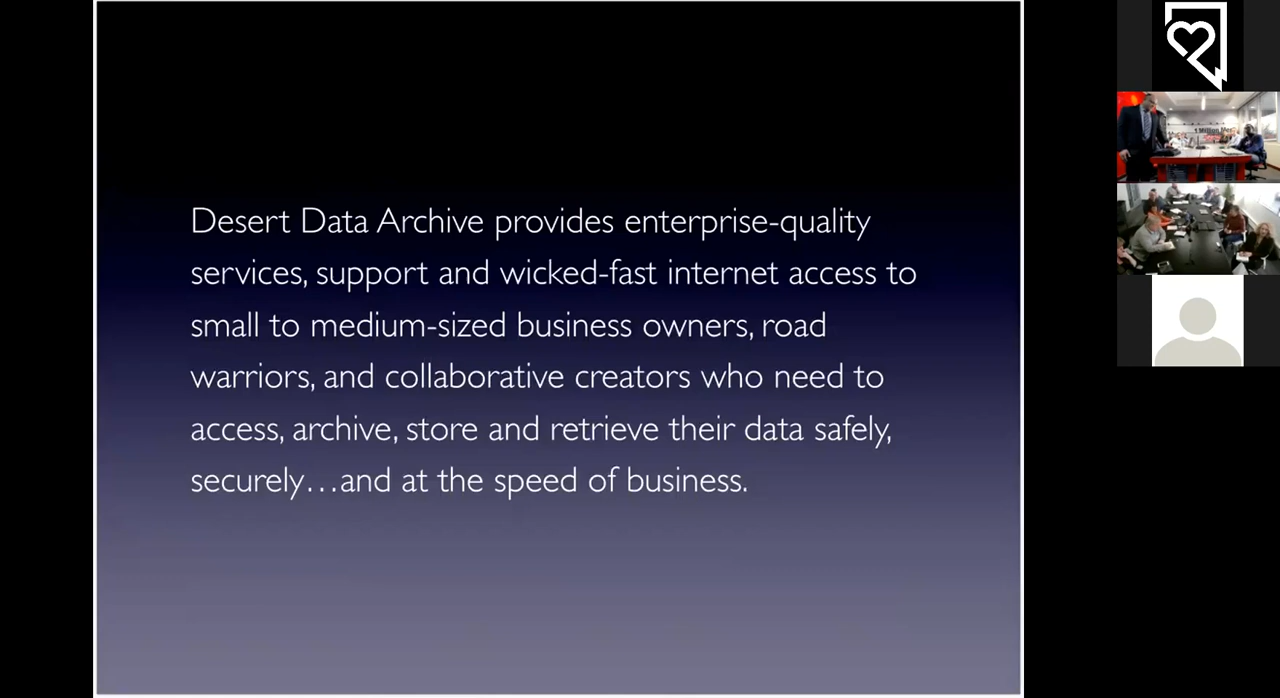 Desert Data Archive provides enterprise-quality
services, support and wicked-fast internet access to
small to medium-sized business owners, road
warriors, and collaborative creators who need to
access, archive, store and retrieve their data safely,
securely…and at the speed of business.